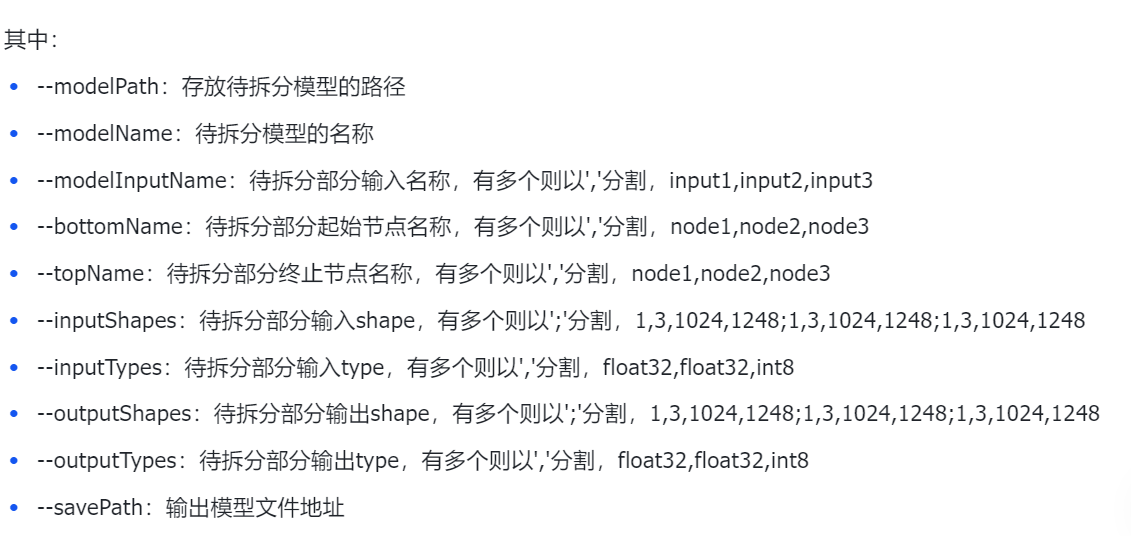 其中：
--modelPath：存放待拆分模型的路径
--modelName：待拆分模型的名称
--modelInputName：待拆分部分输入名称，有多个则以','分割，input1,input2,input3
--bottomName：待拆分部分起始节点名称，有多个则以','分割，node1,node2,node3
--topName：待拆分部分终止节点名称，有多个则以','分割，node1,node2,node3
--inputShapes：待拆分部分输入shape，有多个则以';'分割，1,3,1024,1248;1,3,1024,1248;1,3,1024,1248
--inputTypes：待拆分部分输入type，有多个则以','分割，float32,float32,int8
--outputShapes：待拆分部分输出shape，有多个则以';'分割，1,3,1024,1248;1,3,1024,1248;1,3,1024,1248
--outputTypes：待拆分部分输出type，有多个则以','分割，float32,float32,int8
--savePath：输出模型文件地址